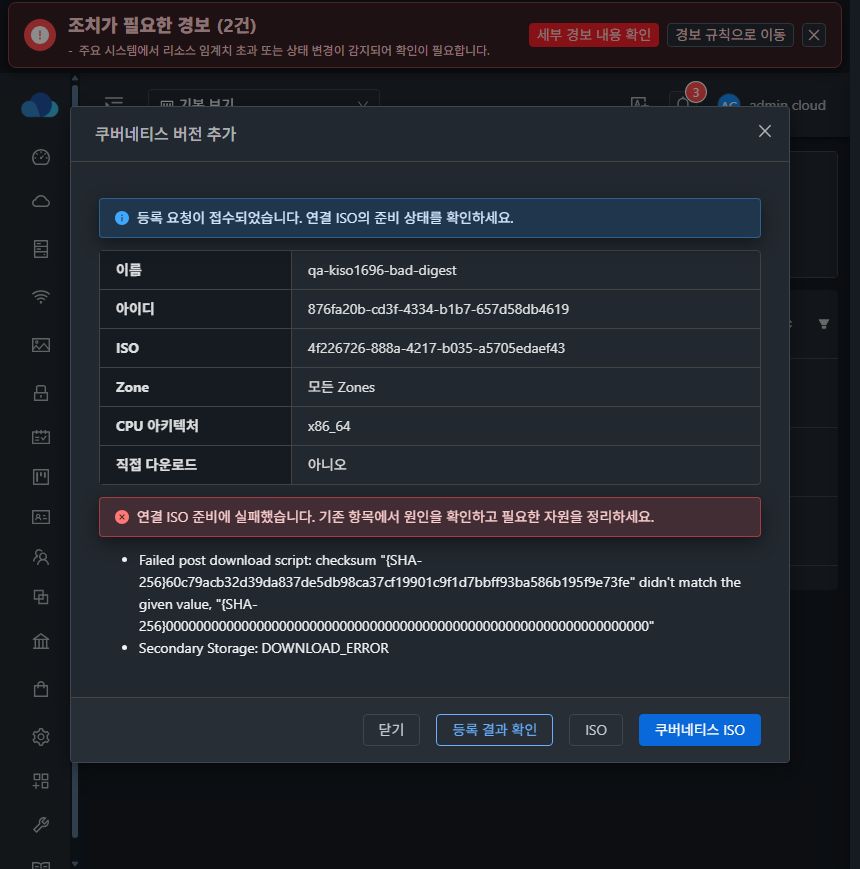 조치가 필요한 경보 (2건)
- 주요 시스템에서 리소스 임계치 초과 또는 상태 변경이 감지되어 확인이 필요합니다.
세부 경보 내용 확인
경보 규칙으로 이동
기본 보기
3
AC
admin cloud
쿠버네티스 버전 추가
등록 요청이 접수되었습니다. 연결 ISO의 준비 상태를 확인하세요.
이름 qa-kiso1696-bad-digest
아이디 876fa20b-cd3f-4334-b1b7-657d58db4619
ISO 4f226726-888a-4217-b035-a5705edaef43
Zone 모든 Zones
CPU 아키텍처 x86_64
직접 다운로드 아니오
연결 ISO 준비에 실패했습니다. 기존 항목에서 원인을 확인하고 필요한 자원을 정리하세요.
• Failed post download script: checksum "{SHA-
256}60c79acb32d39da837de5db98ca37cf19901c9f1d7bbff93ba586b195f9e73fe" didn't match the
given value, "{SHA-
256}0000000000000000000000000000000000000000000000000000000000000000"
• Secondary Storage: DOWNLOAD_ERROR
닫기
등록 결과 확인
ISO
쿠버네티스 ISO